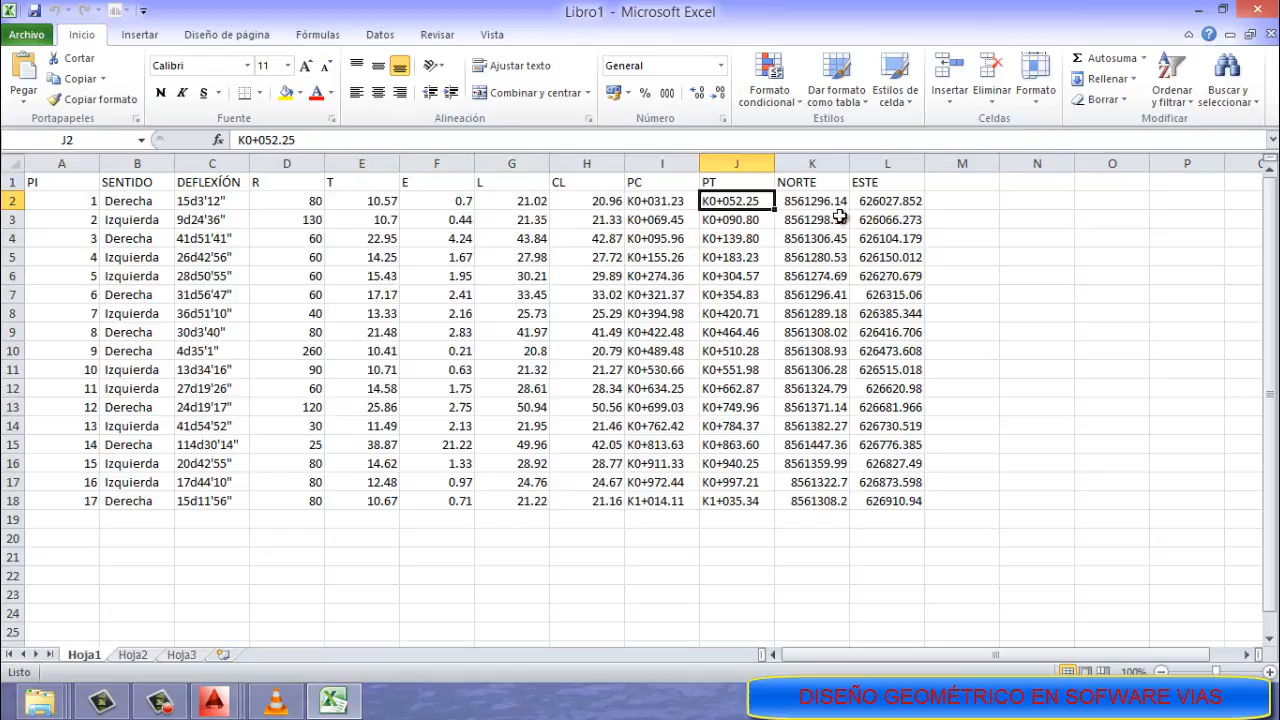 Libro1 - Microsoft Excel
Archivo Inicio Insertar Diseño de página Fórmulas Datos Revisar Vista
Pegar
Cortar
Copiar
Copiar formato
Portapapeles
Calibri 11
N K S
Fuente
Ajustar texto
Combinar y centrar
Alineación
General
% 000
Número
Formato condicional
Dar formato como tabla
Estilos de celda
Estilos
Insertar Eliminar Formato
Celdas
Autosuma
Rellenar
Borrar
Ordenar y filtrar
Buscar y seleccionar
Modificar
J2 fx K0+052.25
A B C D E F G H I J K L M N O P Q
1 PI SENTIDO DEFLEXÍÓN R T E L CL PC PT NORTE ESTE
2 1 Derecha 15d3'12" 80 10.57 0.7 21.02 20.96 K0+031.23 K0+052.25 8561296.14 626027.852
3 2 Izquierda 9d24'36" 130 10.7 0.44 21.35 21.33 K0+069.45 K0+090.80 626066.273
4 3 Derecha 41d51'41" 60 22.95 4.24 43.84 42.87 K0+095.96 K0+139.80 8561306.45 626104.179
5 4 Izquierda 26d42'56" 60 14.25 1.67 27.98 27.72 K0+155.26 K0+183.23 8561280.53 626150.012
6 5 Izquierda 28d50'55" 60 15.43 1.95 30.21 29.89 K0+274.36 K0+304.57 8561274.69 626270.679
7 6 Derecha 31d56'47" 60 17.17 2.41 33.45 33.02 K0+321.37 K0+354.83 8561296.41 626315.06
8 7 Izquierda 36d51'10" 40 13.33 2.16 25.73 25.29 K0+394.98 K0+420.71 8561289.18 626385.344
9 8 Derecha 30d3'40" 80 21.48 2.83 41.97 41.49 K0+422.48 K0+464.46 8561308.02 626416.706
10 9 Derecha 4d35'1" 260 10.41 0.21 20.8 20.79 K0+489.48 K0+510.28 8561308.93 626473.608
11 10 Izquierda 13d34'16" 90 10.71 0.63 21.32 21.27 K0+530.66 K0+551.98 8561306.28 626515.018
12 11 Izquierda 27d19'26" 60 14.58 1.75 28.61 28.34 K0+634.25 K0+662.87 8561324.79 626620.98
13 12 Derecha 24d19'17" 120 25.86 2.75 50.94 50.56 K0+699.03 K0+749.96 8561371.14 626681.966
14 13 Izquierda 41d54'52" 30 11.49 2.13 21.95 21.46 K0+762.42 K0+784.37 8561382.27 626730.519
15 14 Derecha 114d30'14" 25 38.87 21.22 49.96 42.05 K0+813.63 K0+863.60 8561447.36 626776.385
16 15 Izquierda 20d42'55" 80 14.62 1.33 28.92 28.77 K0+911.33 K0+940.25 8561359.99 626827.49
17 16 Izquierda 17d44'10" 80 12.48 0.97 24.76 24.67 K0+972.44 K0+997.21 8561322.7 626873.598
18 17 Derecha 15d11'56" 80 10.67 0.71 21.22 21.16 K1+014.11 K1+035.34 8561308.2 626910.94
19
20
21
22
23
24
25
Hoja1 Hoja2 Hoja3
Listo 100%
DISEÑO GEOMÉTRICO EN SOFWARE VIAS